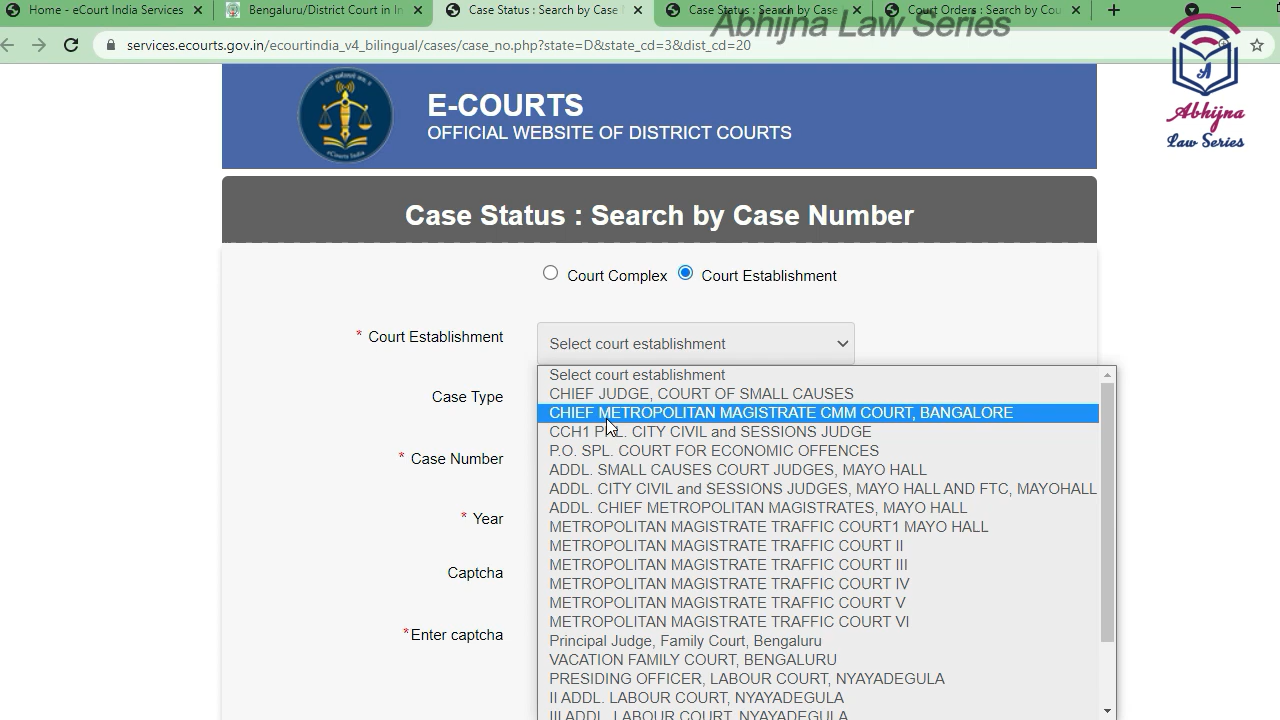 Home - eCourt India Services
Bengaluru/District Court in In
Case Status : Search by Case
Case Status : Search by Case
Court Orders : Search by Cou
Abhijna Law Series
services.ecourts.gov.in/ecourtindia_v4_bilingual/cases/case_no.php?state=D&state_cd=3&dist_cd=20
A
Abhijna
Law Series
eCourts India
E-COURTS
OFFICIAL WEBSITE OF DISTRICT COURTS
Case Status : Search by Case Number
Court Complex Court Establishment
* Court Establishment Select court establishment
Select court establishment
CHIEF JUDGE, COURT OF SMALL CAUSES
Case Type
CHIEF METROPOLITAN MAGISTRATE CMM COURT, BANGALORE
CCH1 PRL. CITY CIVIL and SESSIONS JUDGE
P.O. SPL. COURT FOR ECONOMIC OFFENCES
* Case Number
ADDL. SMALL CAUSES COURT JUDGES, MAYO HALL
ADDL. CITY CIVIL and SESSIONS JUDGES, MAYO HALL AND FTC, MAYOHALL
ADDL. CHIEF METROPOLITAN MAGISTRATES, MAYO HALL
* Year
METROPOLITAN MAGISTRATE TRAFFIC COURT1 MAYO HALL
METROPOLITAN MAGISTRATE TRAFFIC COURT II
METROPOLITAN MAGISTRATE TRAFFIC COURT III
Captcha
METROPOLITAN MAGISTRATE TRAFFIC COURT IV
METROPOLITAN MAGISTRATE TRAFFIC COURT V
METROPOLITAN MAGISTRATE TRAFFIC COURT VI
*Enter captcha
Principal Judge, Family Court, Bengaluru
VACATION FAMILY COURT, BENGALURU
PRESIDING OFFICER, LABOUR COURT, NYAYADEGULA
II ADDL. LABOUR COURT, NYAYADEGULA
III ADDL. LABOUR COURT, NYAYADEGULA